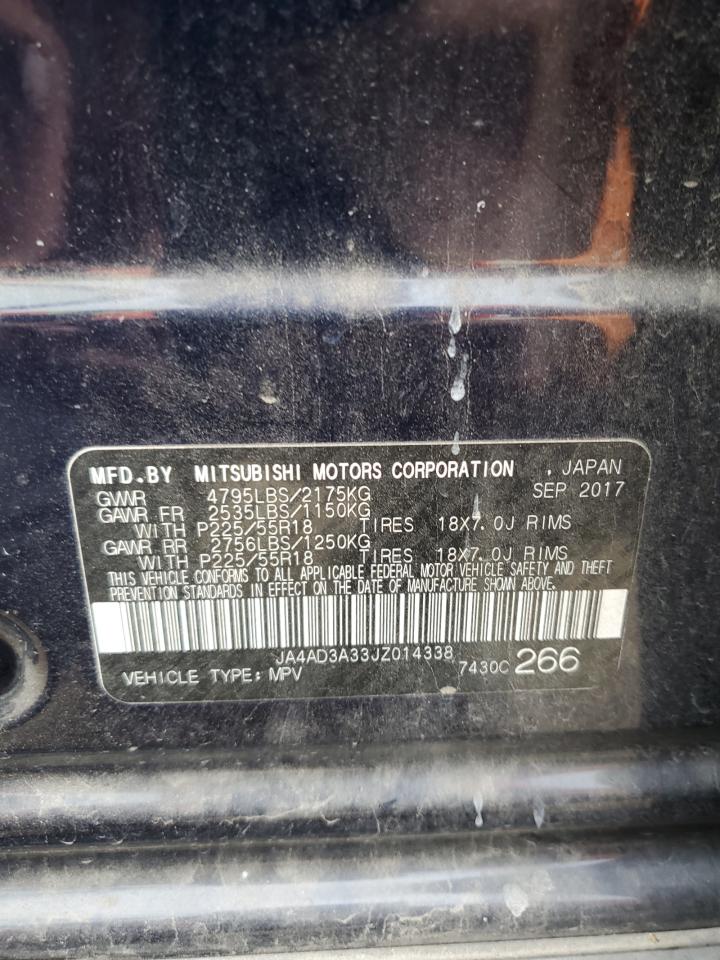 MFD.BY MITSUBISHI MOTORS CORPORATION , JAPAN
GVWR 4795LBS/2175KG SEP 2017
GAWR FR 2535LBS/1150KG
WITH P225/55R18 TIRES 18X7.0J RIMS
GAWR RR 2756LBS/1250KG
WITH P225/55R18 TIRES 18X7.0J RIMS
THIS VEHICLE CONFORMS TO ALL APPLICABLE FEDERAL MOTOR VEHICLE SAFETY AND THEFT
PREVENTION STANDARDS IN EFFECT ON THE DATE OF MANUFACTURE SHOWN ABOVE.
JA4AD3A33JZ014338
VEHICLE TYPE: MPV 7430C 266